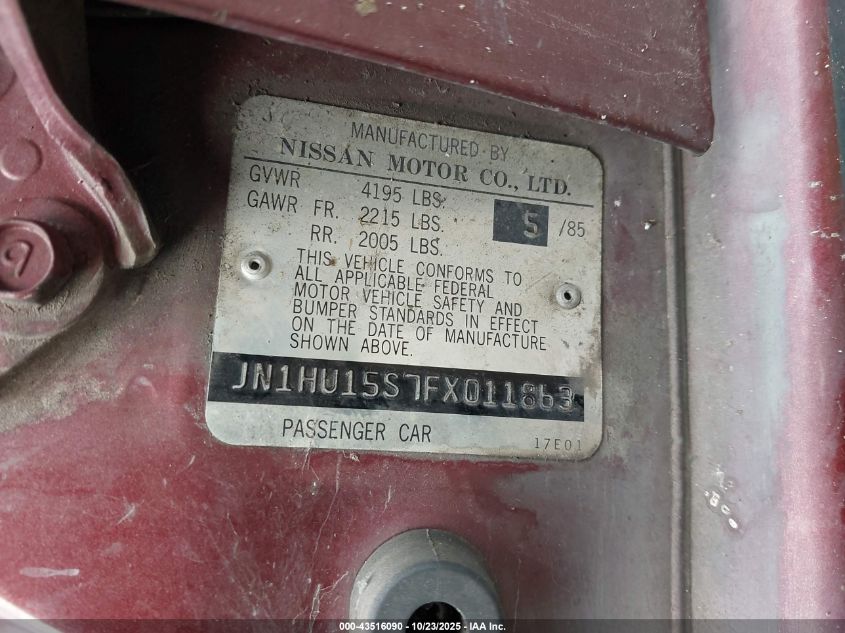 MANUFACTURED BY
NISSAN MOTOR CO., LTD.
GVWR 4195 LBS.
GAWR FR. 2215 LBS. 5 /85
RR. 2005 LBS.
THIS VEHICLE CONFORMS TO
ALL APPLICABLE FEDERAL
MOTOR VEHICLE SAFETY AND
BUMPER STANDARDS IN EFFECT
ON THE DATE OF MANUFACTURE
SHOWN ABOVE.
JN1HU15S7FX011863
PASSENGER CAR 17E01
9
000-43516090 - 10/23/2025 - IAA Inc.